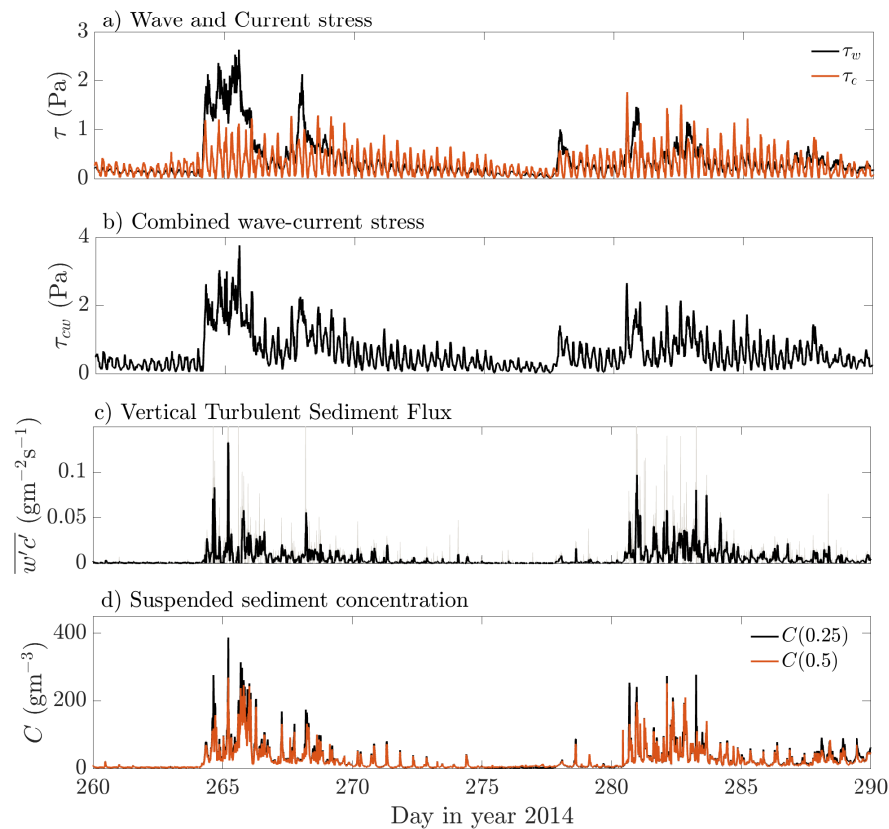 a) Wave and Current stress
3
2
1
0
τ (Pa)
τw
τc
b) Combined wave-current stress
4
2
0
τcw (Pa)
c) Vertical Turbulent Sediment Flux
0.1
0.05
0
w′c′ (gm−2s−1)
d) Suspended sediment concentration
400
200
0
C (gm−3)
C(0.25)
C(0.5)
260 265 270 275 280 285 290
Day in year 2014